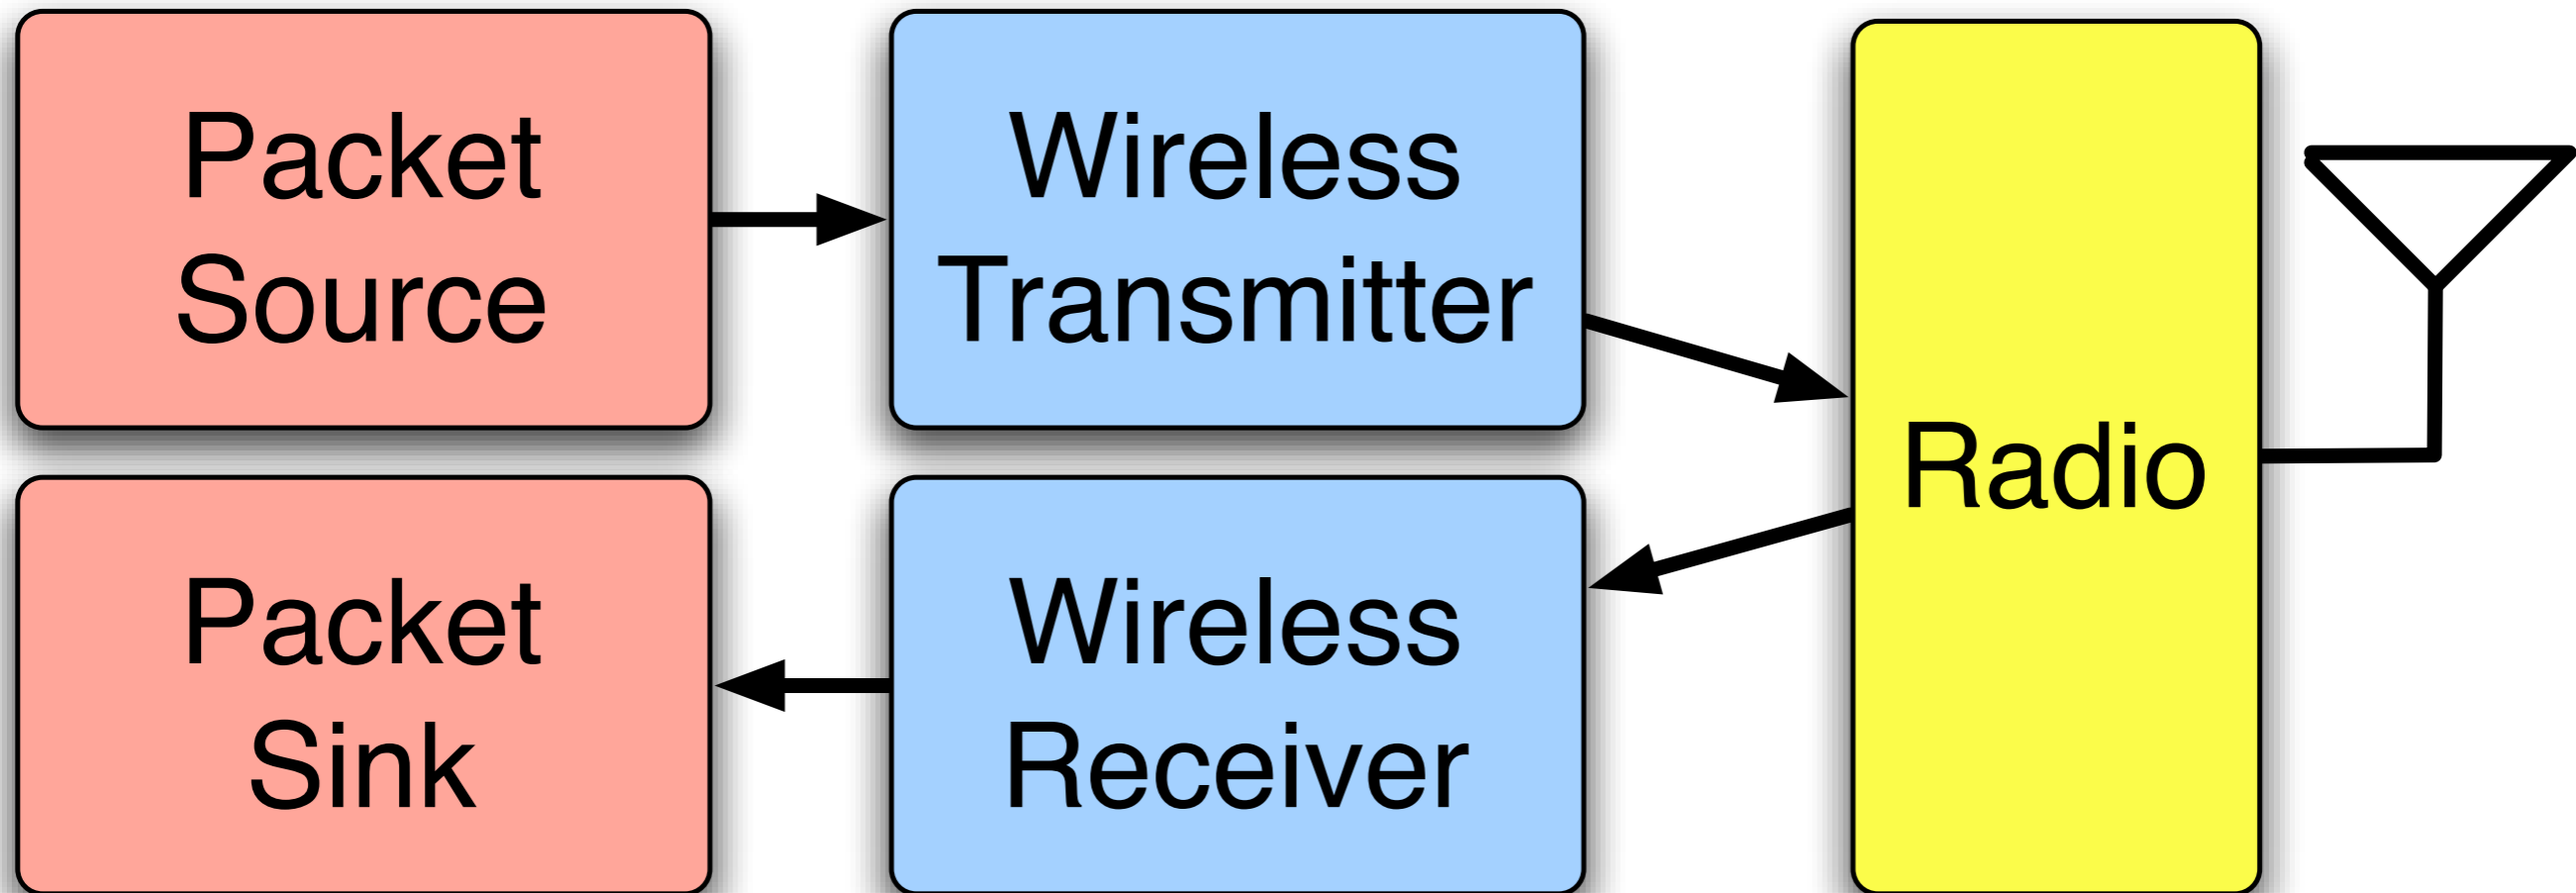 Packet
Source
Wireless
Transmitter
Radio
Packet
Sink
Wireless
Receiver